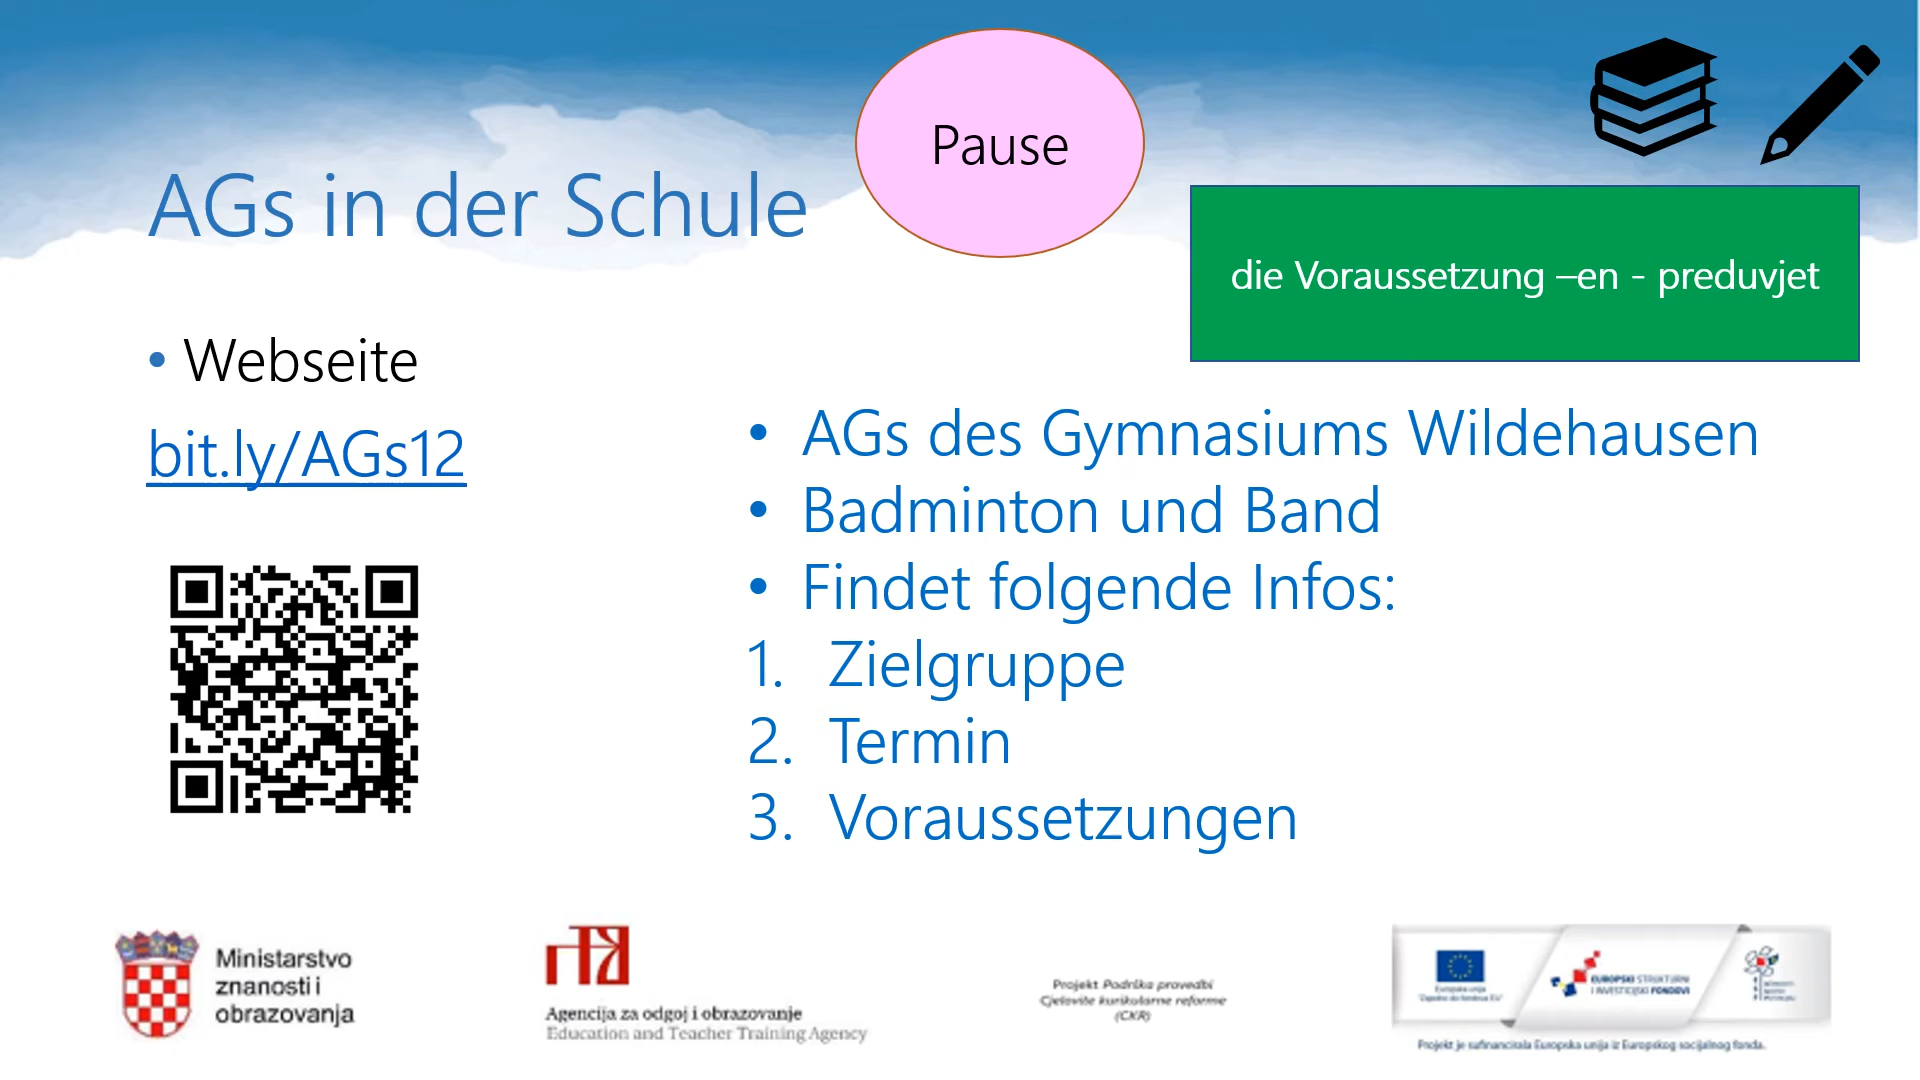 Pause
AGs in der Schule
die Voraussetzung –en - preduvjet
• Webseite
bit.ly/AGs12
• AGs des Gymnasiums Wildehausen
• Badminton und Band
• Findet folgende Infos:
1. Zielgruppe
2. Termin
3. Voraussetzungen
Ministarstvo
znanosti i
obrazovanja
Agencija za odgoj i obrazovanje
Education and Teacher Training Agency
Projekt Podrška provedbi
Cjelovite kurikularne reforme
(CKR)
EUROPSKI STRUKTURNI
I INVESTICIJSKI FONDOVI
Projekt je sufinancirala Europska unija iz Europskog socijalnog fonda.